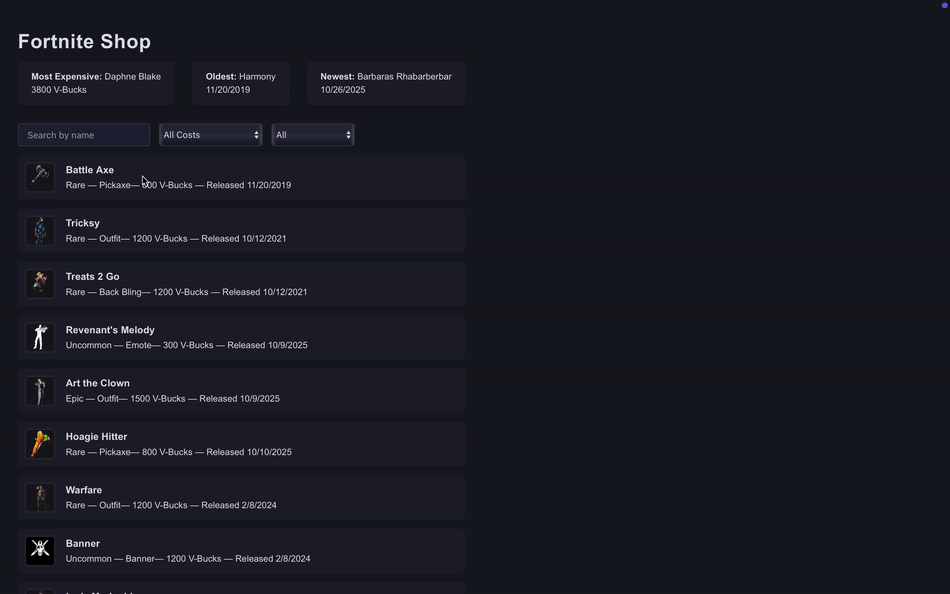 Fortnite Shop
Most Expensive: Daphne Blake
3800 V-Bucks
Oldest: Harmony
11/20/2019
Newest: Barbaras Rhabarberbar
10/26/2025
Search by name
All Costs
All
Battle Axe
Rare — Pickaxe— 00 V-Bucks — Released 11/20/2019
Tricksy
Rare — Outfit— 1200 V-Bucks — Released 10/12/2021
Treats 2 Go
Rare — Back Bling— 1200 V-Bucks — Released 10/12/2021
Revenant's Melody
Uncommon — Emote— 300 V-Bucks — Released 10/9/2025
Art the Clown
Epic — Outfit— 1500 V-Bucks — Released 10/9/2025
Hoagie Hitter
Rare — Pickaxe— 800 V-Bucks — Released 10/10/2025
Warfare
Rare — Outfit— 1200 V-Bucks — Released 2/8/2024
Banner
Uncommon — Banner— 1200 V-Bucks — Released 2/8/2024